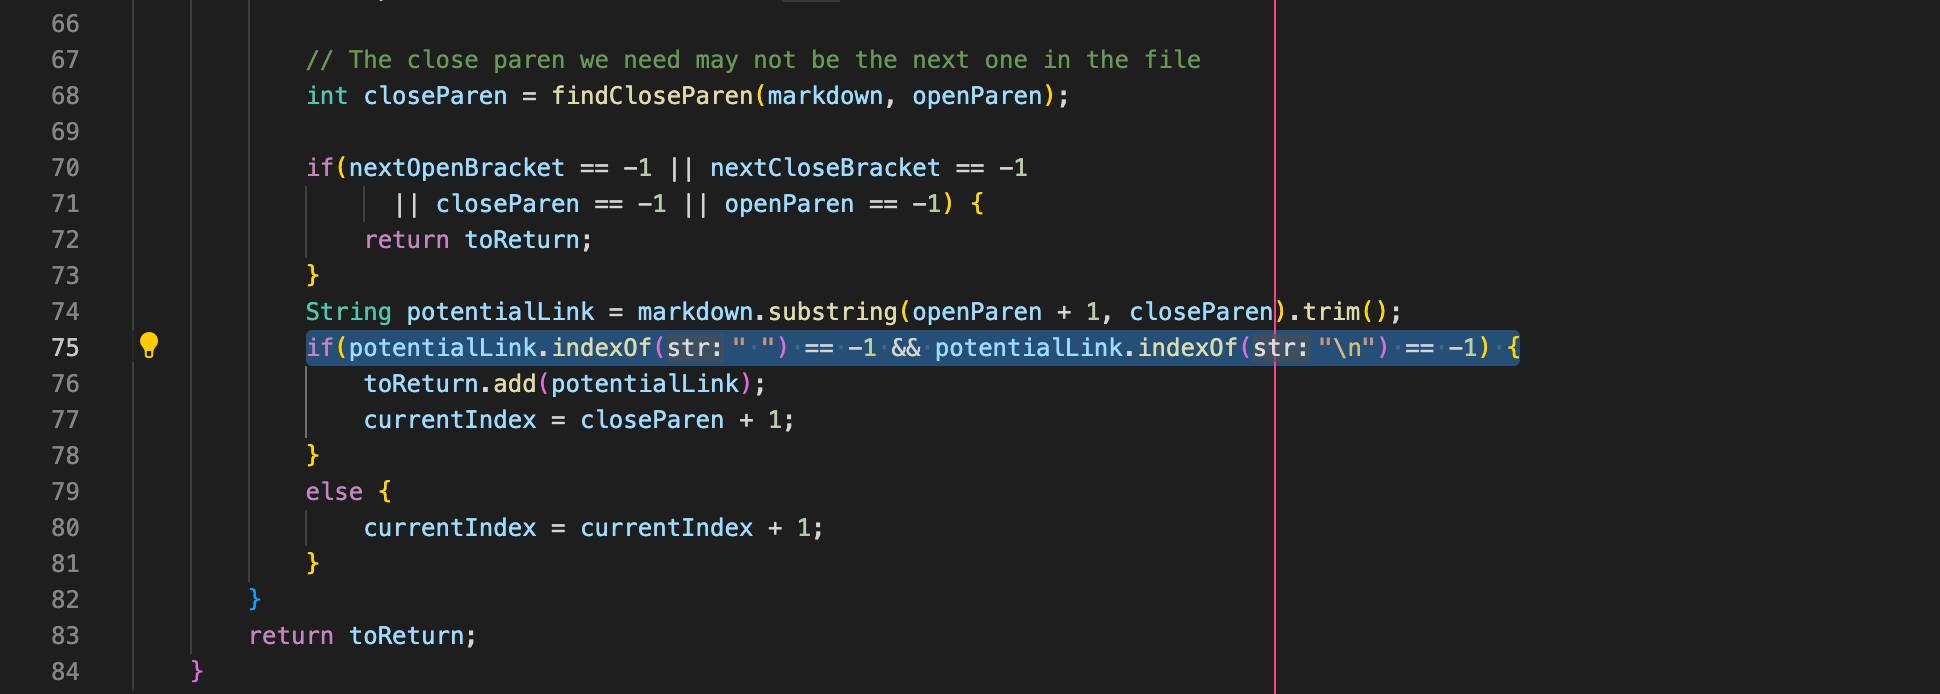 66
67 // The close paren we need may not be the next one in the file
68 int closeParen = findCloseParen(markdown, openParen);
69
70 if(nextOpenBracket == -1 || nextCloseBracket == -1
71 || closeParen == -1 || openParen == -1) {
72 return toReturn;
73 }
74 String potentialLink = markdown.substring(openParen + 1, closeParen).trim();
75 if(potentialLink.indexOf(str:" ") == -1 && potentialLink.indexOf(str:"\n") == -1) {
76 toReturn.add(potentialLink);
77 currentIndex = closeParen + 1;
78 }
79 else {
80 currentIndex = currentIndex + 1;
81 }
82 }
83 return toReturn;
84 }